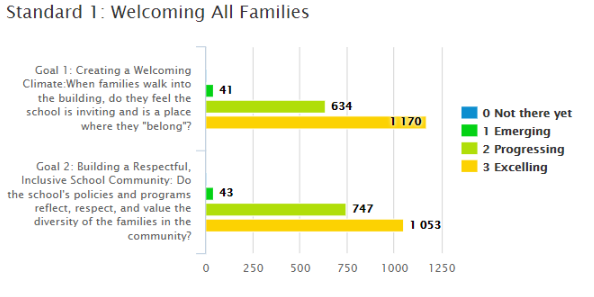 Standard 1: Welcoming All Families
Goal 1: Creating a Welcoming
Climate:When families walk into
the building, do they feel the
school is inviting and is a place
where they "belong"?
41
634
1 170
Goal 2: Building a Respectful,
Inclusive School Community: Do
the school's policies and programs
reflect, respect, and value the
diversity of the families in the
community?
43
747
1 053
0 250 500 750 1000 1250
0 Not there yet
1 Emerging
2 Progressing
3 Excelling